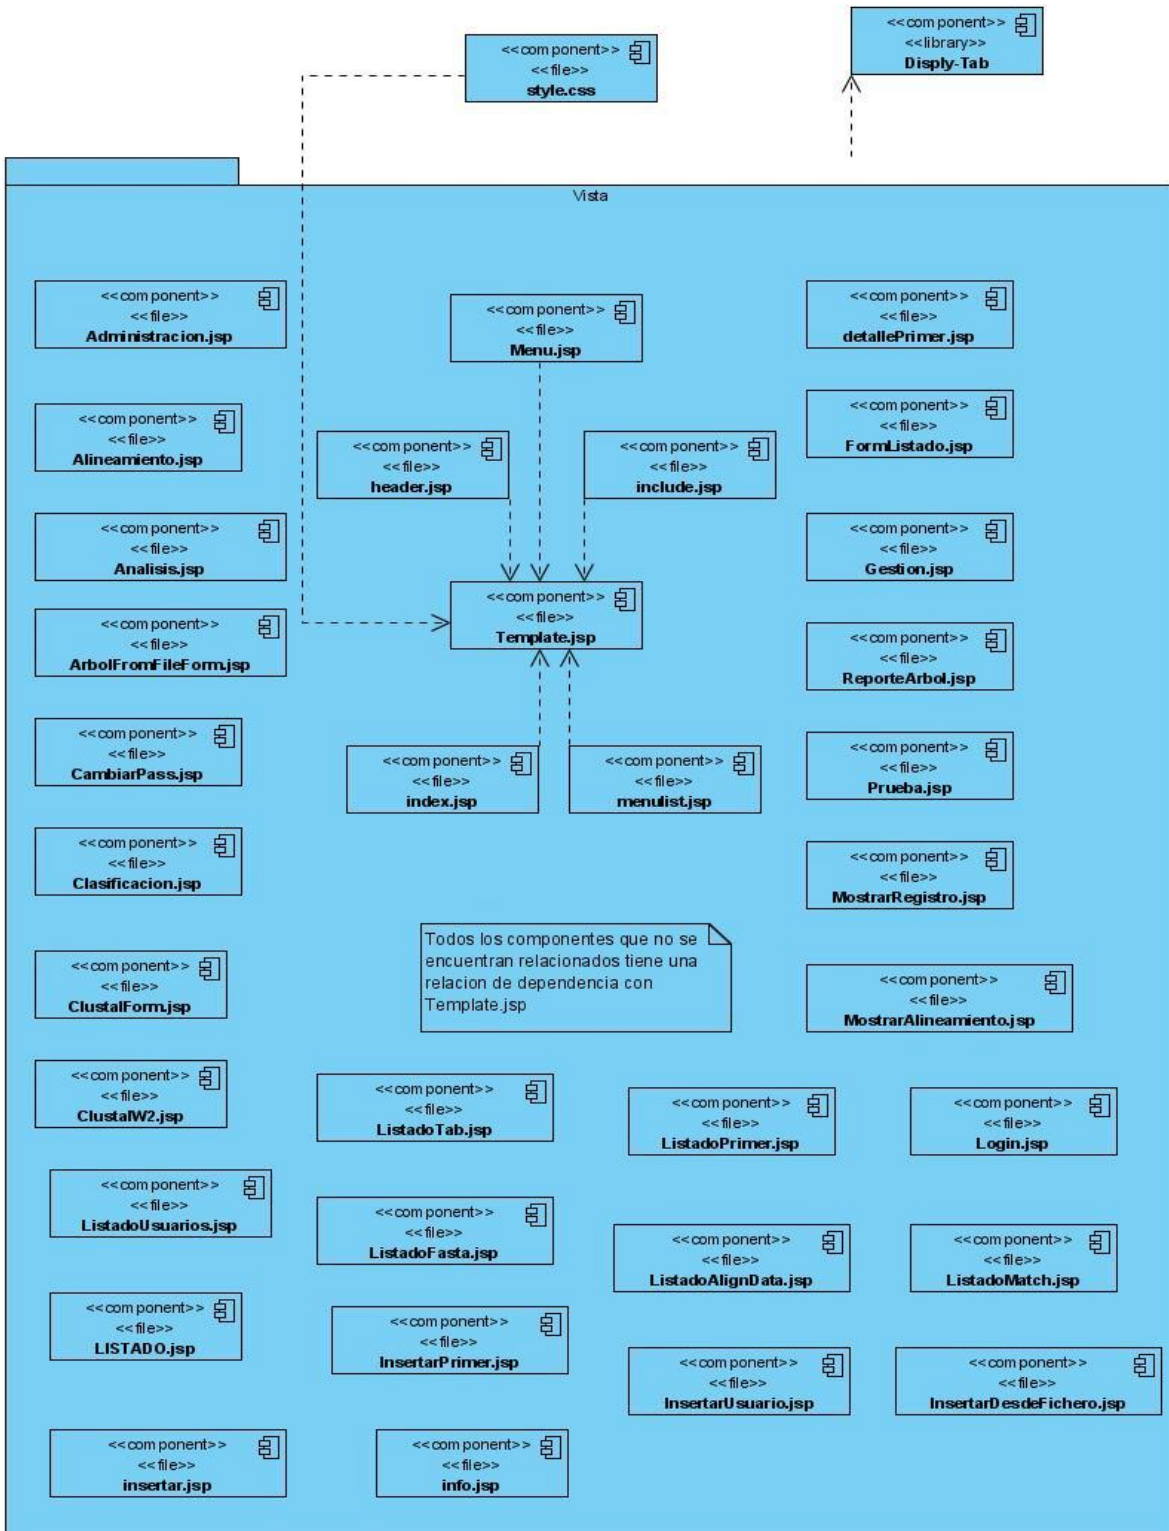 <<component>>
<<library>>
Disply-Tab
<<component>>
<<file>>
style.css
Vista
<<component>>
<<file>>
Administracion.jsp
<<component>>
<<file>>
Menu.jsp
<<component>>
<<file>>
detallePrimer.jsp
<<component>>
<<file>>
Alineamiento.jsp
<<component>>
<<file>>
header.jsp
<<component>>
<<file>>
include.jsp
<<component>>
<<file>>
FormListado.jsp
<<component>>
<<file>>
Analisis.jsp
<<component>>
<<file>>
Gestion.jsp
<<component>>
<<file>>
Template.jsp
<<component>>
<<file>>
ArbolFromFileForm.jsp
<<component>>
<<file>>
ReporteArbol.jsp
<<component>>
<<file>>
CambiarPass.jsp
<<component>>
<<file>>
index.jsp
<<component>>
<<file>>
menulist.jsp
<<component>>
<<file>>
Prueba.jsp
<<component>>
<<file>>
Clasificacion.jsp
<<component>>
<<file>>
MostrarRegistro.jsp
Todos los componentes que no se
encuentran relacionados tiene una
relacion de dependencia con
Template.jsp
<<component>>
<<file>>
ClustalForm.jsp
<<component>>
<<file>>
MostrarAlineamiento.jsp
<<component>>
<<file>>
ClustalW2.jsp
<<component>>
<<file>>
ListadoTab.jsp
<<component>>
<<file>>
ListadoPrimer.jsp
<<component>>
<<file>>
Login.jsp
<<component>>
<<file>>
ListadoUsuarios.jsp
<<component>>
<<file>>
ListadoFasta.jsp
<<component>>
<<file>>
ListadoAlignData.jsp
<<component>>
<<file>>
ListadoMatch.jsp
<<component>>
<<file>>
LISTADO.jsp
<<component>>
<<file>>
InsertarPrimer.jsp
<<component>>
<<file>>
InsertarUsuario.jsp
<<component>>
<<file>>
InsertarDesdeFichero.jsp
<<component>>
<<file>>
insertar.jsp
<<component>>
<<file>>
info.jsp